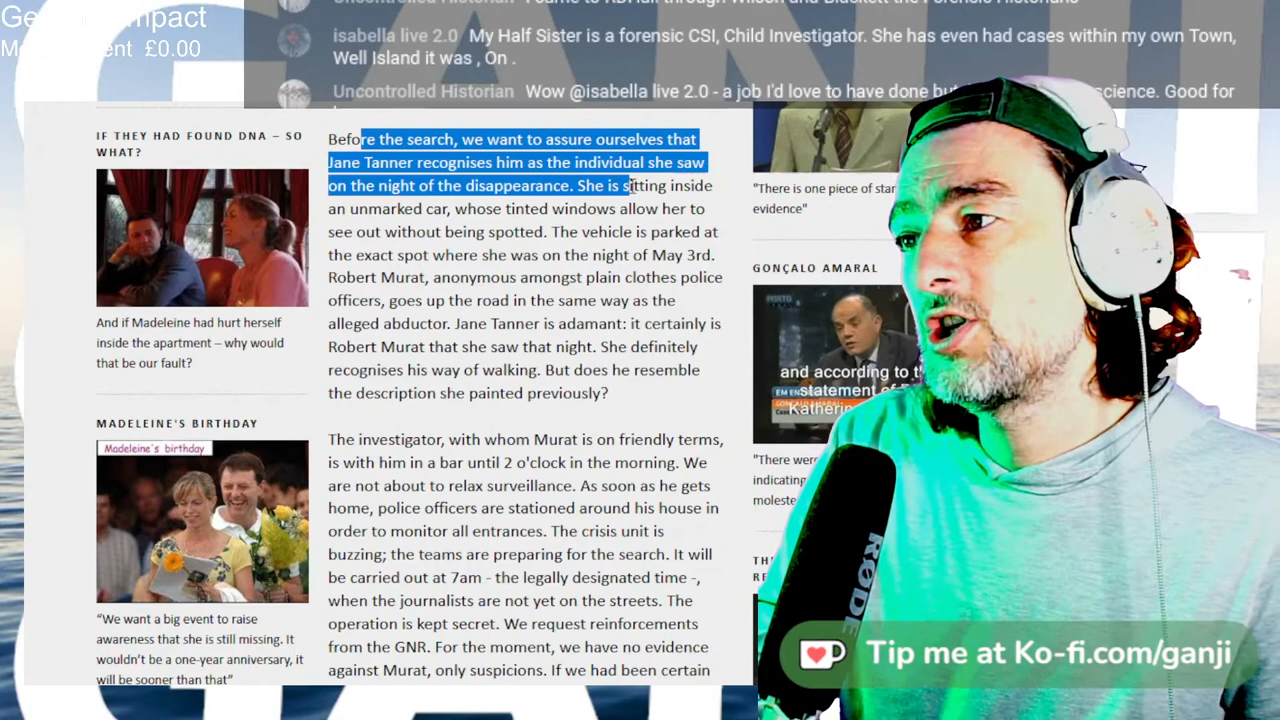 £0.00
isabella live 2.0 My Half Sister is a forensic CSI, Child Investigator. She has even had cases within my own Town,
Well Island it was , On .
Uncontrolled Historian Wow @isabella live 2.0 - a job I'd love to have done
science. Good for
IF THEY HAD FOUND DNA – SO
WHAT?
And if Madeleine had hurt herself
inside the apartment – why would
that be our fault?
MADELEINE'S BIRTHDAY
Madeleine's birthday
"We want a big event to raise
awareness that she is still missing. It
wouldn't be a one-year anniversary, it
will be sooner than that"
Before the search, we want to assure ourselves that
Jane Tanner recognises him as the individual she saw
on the night of the disappearance. She is sitting inside
an unmarked car, whose tinted windows allow her to
see out without being spotted. The vehicle is parked at
the exact spot where she was on the night of May 3rd.
Robert Murat, anonymous amongst plain clothes police
officers, goes up the road in the same way as the
alleged abductor. Jane Tanner is adamant: it certainly is
Robert Murat that she saw that night. She definitely
recognises his way of walking. But does he resemble
the description she painted previously?
The investigator, with whom Murat is on friendly terms,
is with him in a bar until 2 o'clock in the morning. We
are not about to relax surveillance. As soon as he gets
home, police officers are stationed around his house in
order to monitor all entrances. The crisis unit is
buzzing; the teams are preparing for the search. It will
be carried out at 7am - the legally designated time -,
when the journalists are not yet on the streets. The
operation is kept secret. We request reinforcements
from the GNR. For the moment, we have no evidence
against Murat, only suspicions. If we had been certain
"There is one piece of
evidence"
GONÇALO AMARAL
PORTO
and according to
statement of
"There were
indicating
RØDE
Tip me at Ko-fi.com/ganji